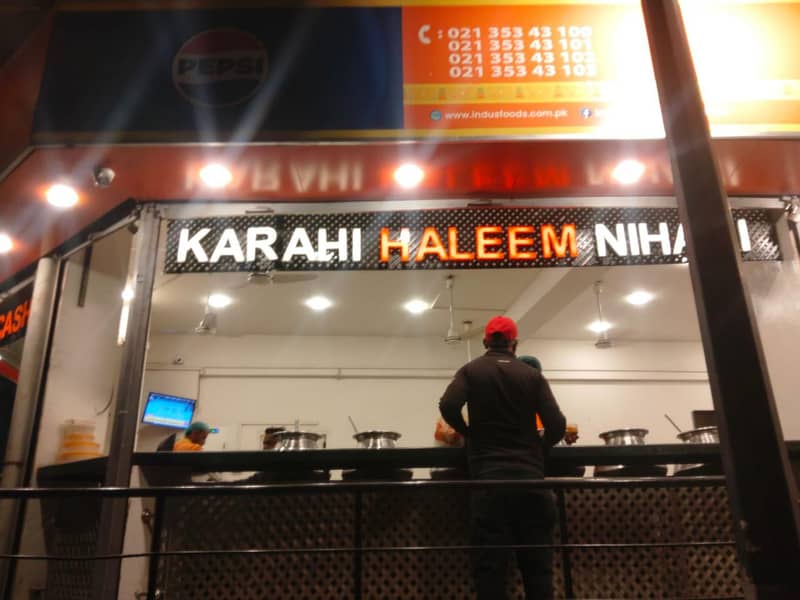 PEPSI
: 021 353 43 100
021 353 43 101
021 353 43 102
021 353 43 103
www.indusfoods.com.pk
KARAHI HALEEM
CASH